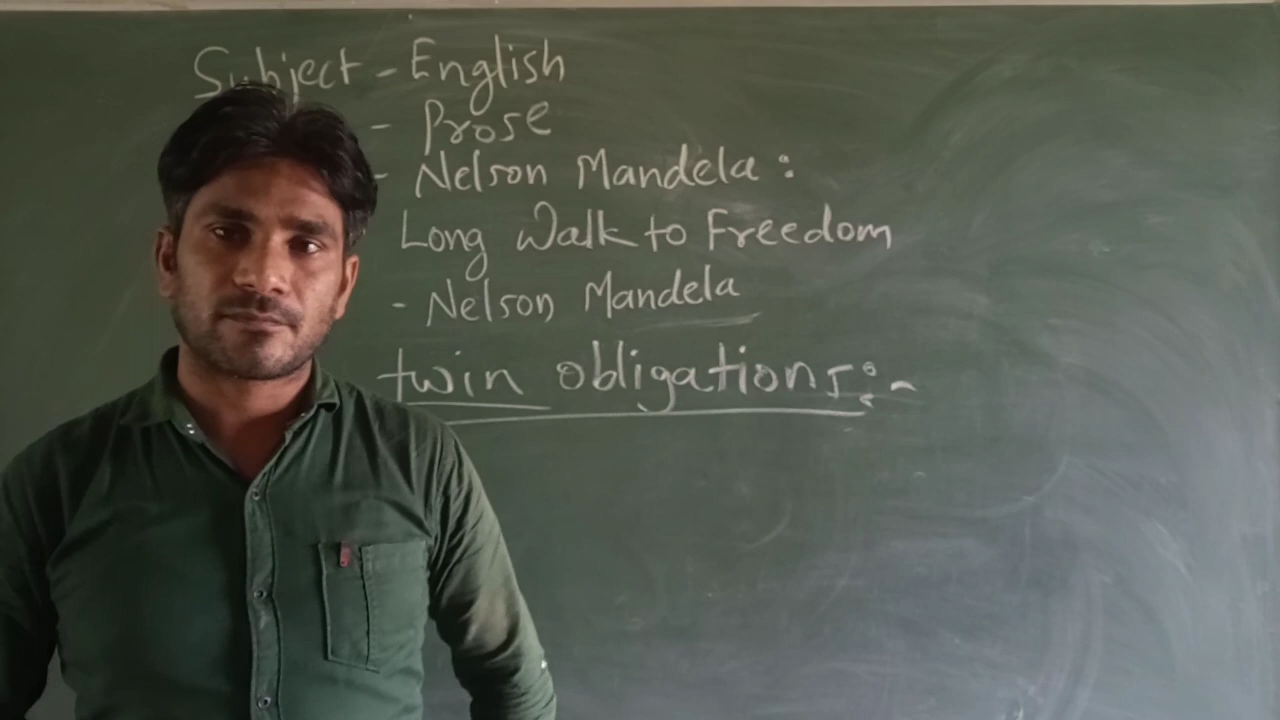 Subject - English
- Prose
- Nelson Mandela :
Long Walk to Freedom
- Nelson Mandela
twin obligations :-